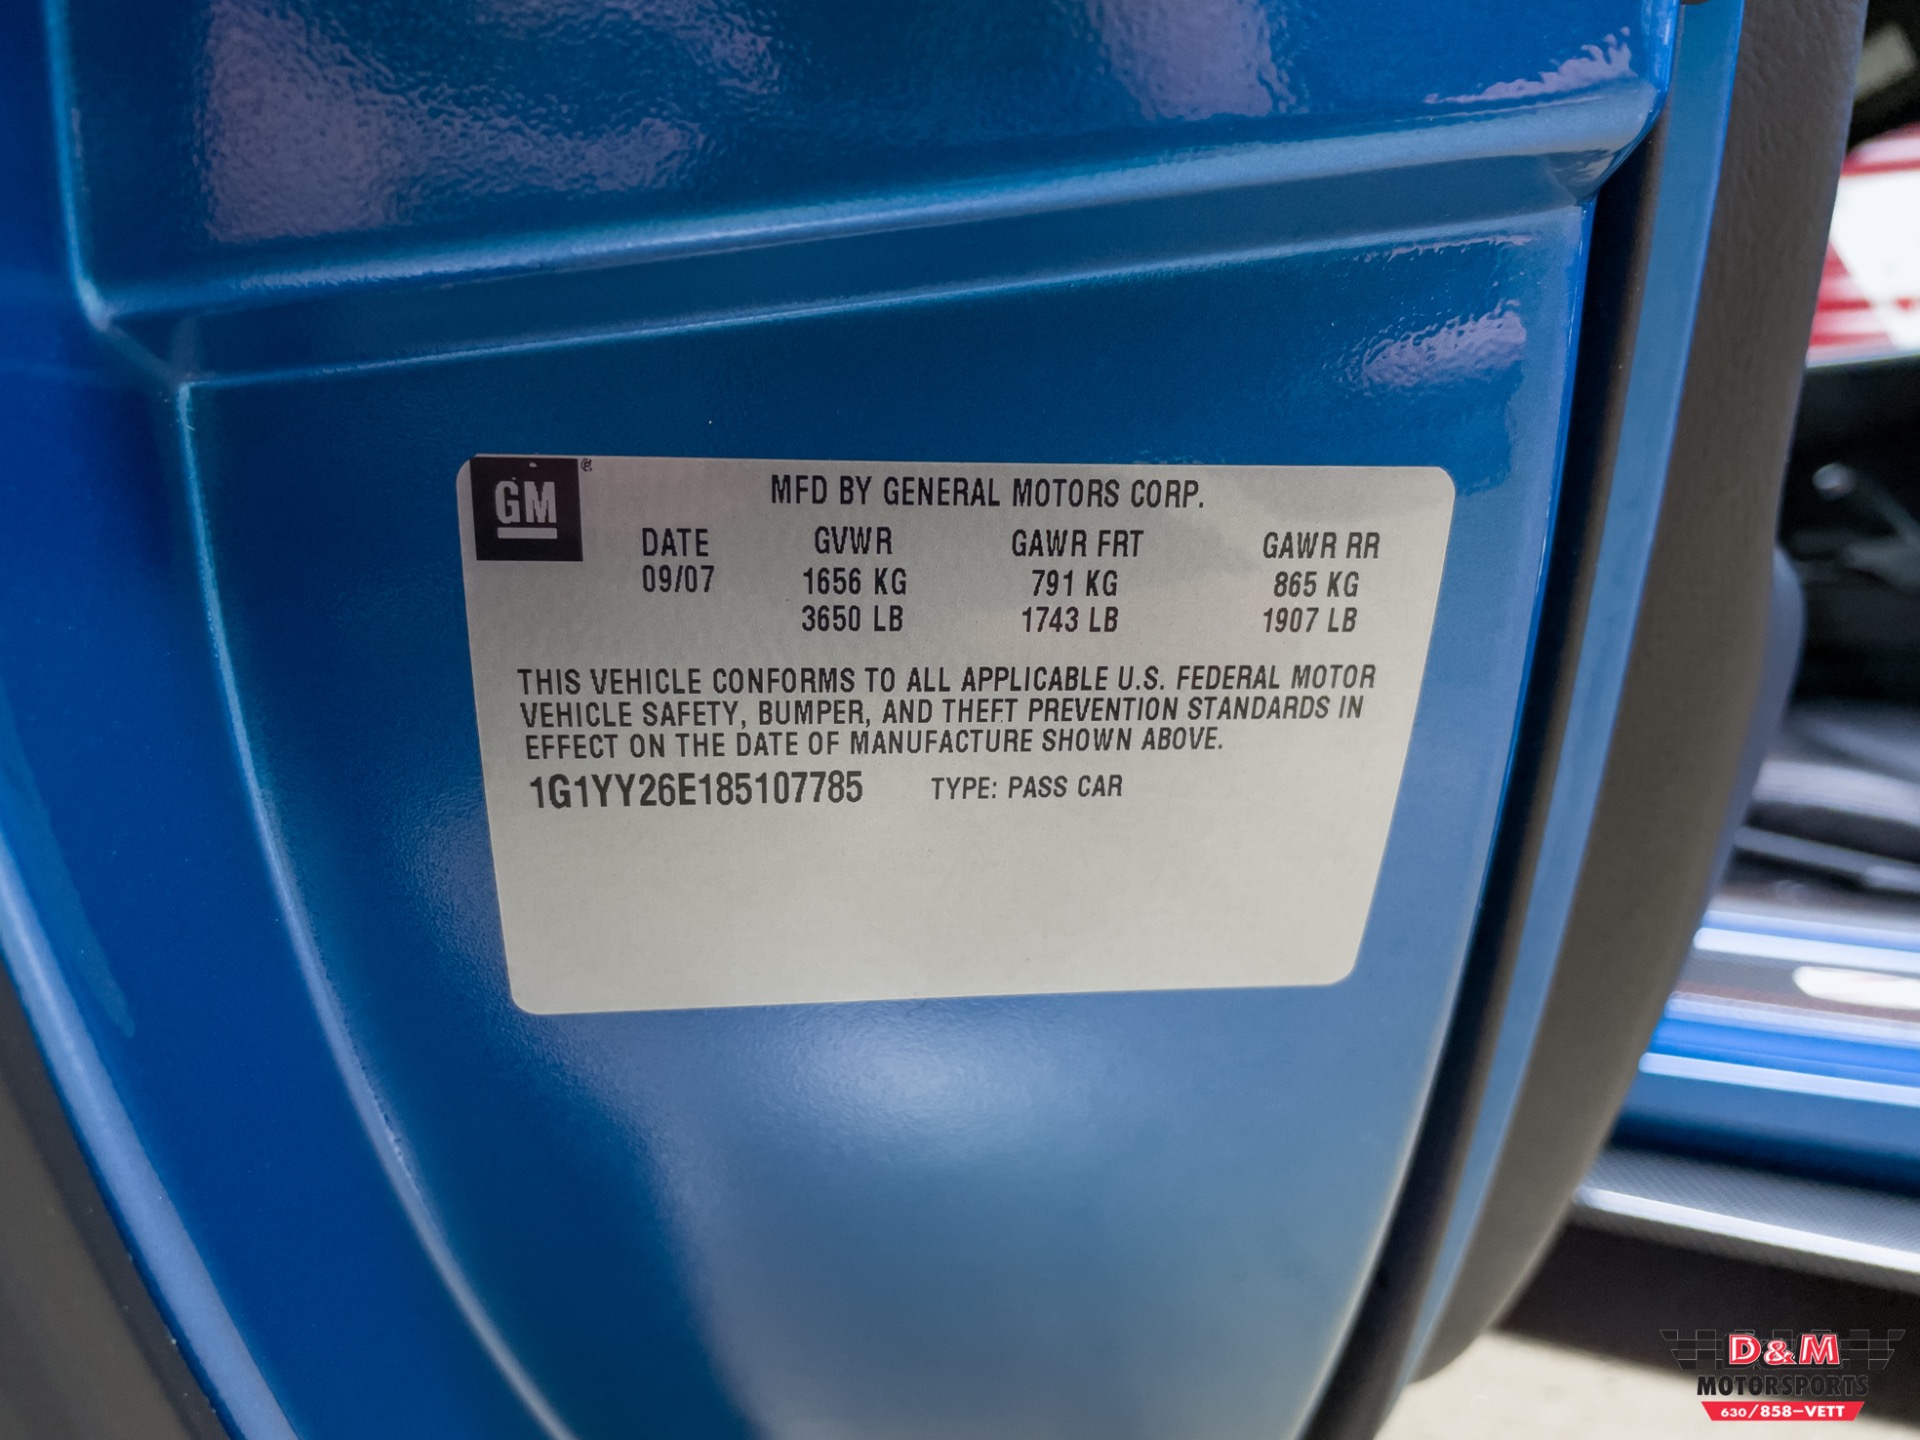 GM
MFD BY GENERAL MOTORS CORP.
DATE GVWR GAWR FRT GAWR RR
09/07 1656 KG 791 KG 865 KG
3650 LB 1743 LB 1907 LB
THIS VEHICLE CONFORMS TO ALL APPLICABLE U.S. FEDERAL MOTOR
VEHICLE SAFETY, BUMPER, AND THEFT PREVENTION STANDARDS IN
EFFECT ON THE DATE OF MANUFACTURE SHOWN ABOVE.
1G1YY26E185107785 TYPE: PASS CAR
D&M
MOTORSPORTS
630/858-VETT